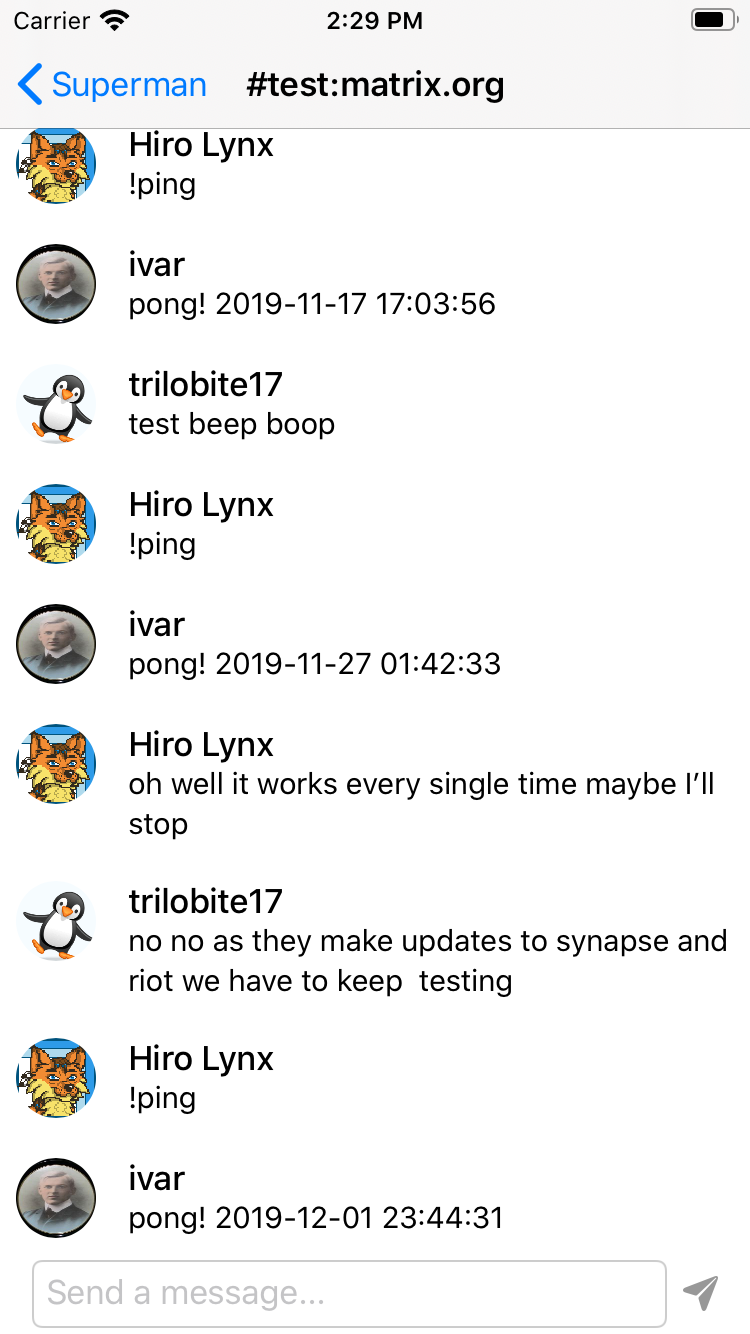 Carrier 2:29 PM
Superman #test:matrix.org
Hiro Lynx
!ping
ivar
pong! 2019-11-17 17:03:56
trilobite17
test beep boop
Hiro Lynx
!ping
ivar
pong! 2019-11-27 01:42:33
Hiro Lynx
oh well it works every single time maybe I’ll
stop
trilobite17
no no as they make updates to synapse and
riot we have to keep  testing
Hiro Lynx
!ping
ivar
pong! 2019-12-01 23:44:31
Send a message...